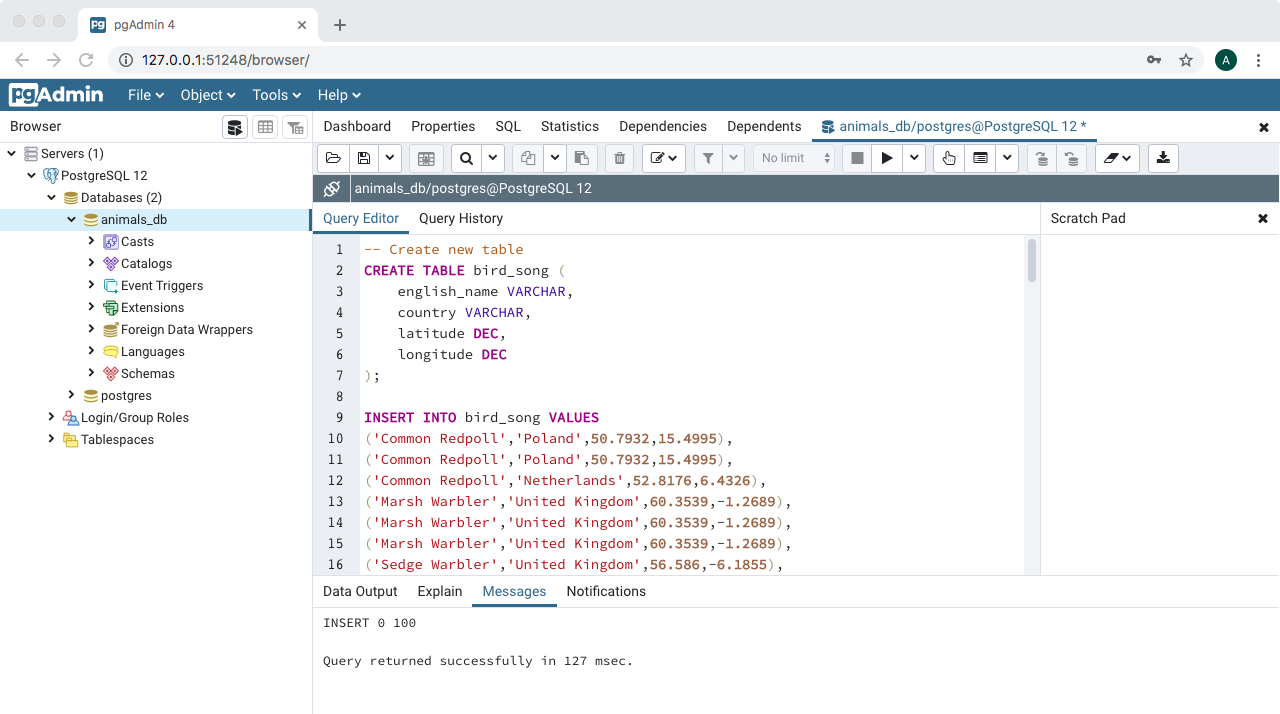 pgAdmin 4
127.0.0.1:51248/browser/
A
pgAdmin File Object Tools Help
Browser
Dashboard Properties SQL Statistics Dependencies Dependents animals_db/postgres@PostgreSQL 12 *
Servers (1)
PostgreSQL 12
Databases (2)
animals_db
Casts
Catalogs
Event Triggers
Extensions
Foreign Data Wrappers
Languages
Schemas
postgres
Login/Group Roles
Tablespaces
No limit
animals_db/postgres@PostgreSQL 12
Query Editor Query History
Scratch Pad
1 -- Create new table
2 CREATE TABLE bird_song (
3 english_name VARCHAR,
4 country VARCHAR,
5 latitude DEC,
6 longitude DEC
7 );
8
9 INSERT INTO bird_song VALUES
10 ('Common Redpoll','Poland',50.7932,15.4995),
11 ('Common Redpoll','Poland',50.7932,15.4995),
12 ('Common Redpoll','Netherlands',52.8176,6.4326),
13 ('Marsh Warbler','United Kingdom',60.3539,-1.2689),
14 ('Marsh Warbler','United Kingdom',60.3539,-1.2689),
15 ('Marsh Warbler','United Kingdom',60.3539,-1.2689),
16 ('Sedge Warbler','United Kingdom',56.586,-6.1855),
Data Output Explain Messages Notifications
INSERT 0 100
Query returned successfully in 127 msec.